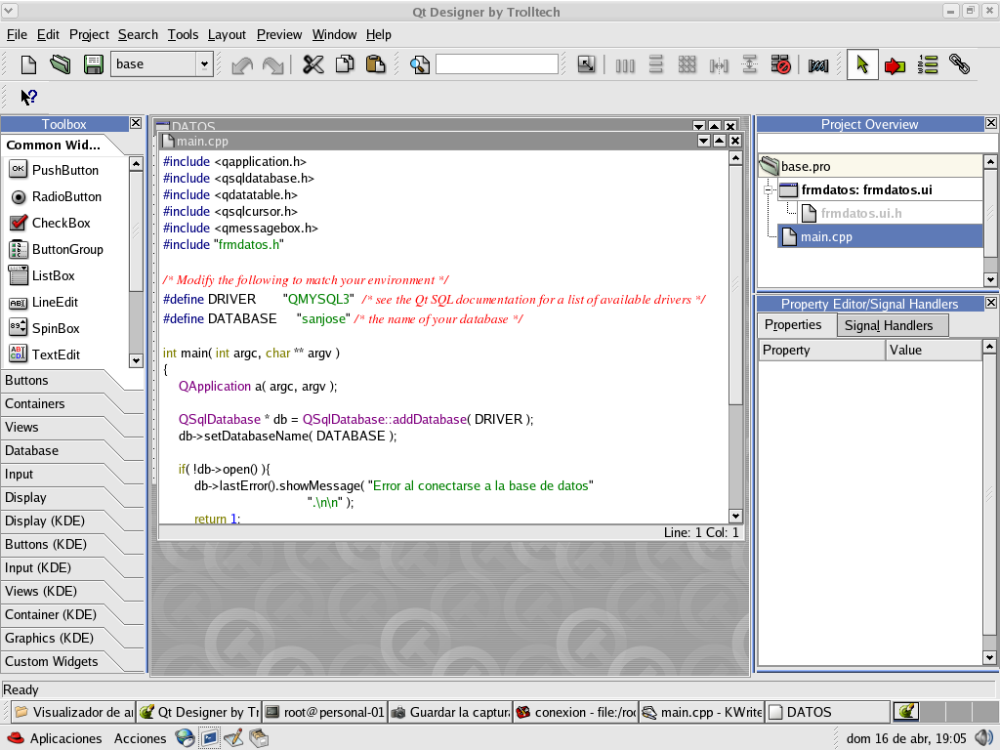 Qt Designer by Trolltech
File Edit Project Search Tools Layout Preview Window Help
base
Toolbox
Common Wid...
PushButton
RadioButton
CheckBox
ButtonGroup
ListBox
LineEdit
SpinBox
TextEdit
Buttons
Containers
Views
Database
Input
Display
Display (KDE)
Buttons (KDE)
Input (KDE)
Views (KDE)
Container (KDE)
Graphics (KDE)
Custom Widgets
DATOS
main.cpp
#include <qapplication.h>
#include <qsqldatabase.h>
#include <qdatatable.h>
#include <qsqlcursor.h>
#include <qmessagebox.h>
#include "frmdatos.h"
/* Modify the following to match your environment */
#define DRIVER "QMYSQL3" /* see the Qt SQL documentation for a list of available drivers */
#define DATABASE "sanjose" /* the name of your database */
int main( int argc, char ** argv )
{
QApplication a( argc, argv );
QSqlDatabase * db = QSqlDatabase::addDatabase( DRIVER );
db->setDatabaseName( DATABASE );
if( !db->open() ){
db->lastError().showMessage( "Error al conectarse a la base de datos"
".\n\n" );
return 1;
Line: 1 Col: 1
Project Overview
base.pro
frmdatos: frmdatos.ui
frmdatos.ui.h
main.cpp
Property Editor/Signal Handlers
Properties Signal Handlers
Property Value
Ready
Visualizador de ar Qt Designer by Tr root@personal-01 Guardar la captur conexion - file:/roo main.cpp - KWrite DATOS
Aplicaciones Acciones dom 16 de abr, 19:05